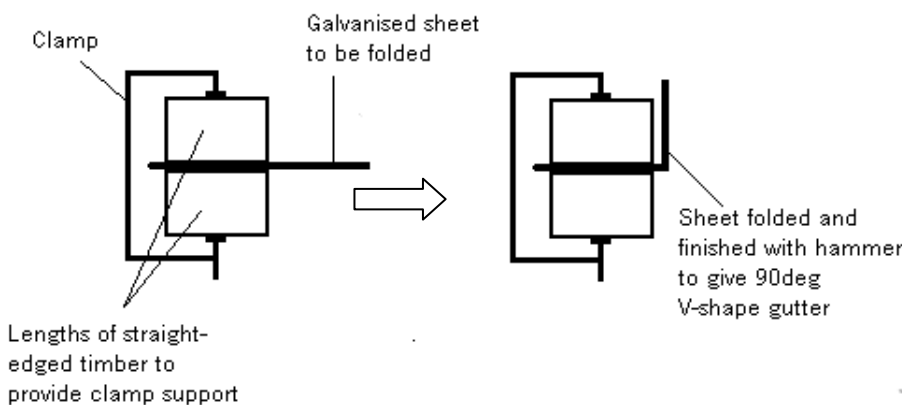 Clamp
Galvanised sheet
to be folded
Lengths of straight-
edged timber to
provide clamp support
Sheet folded and
finished with hammer
to give 90deg
V-shape gutter